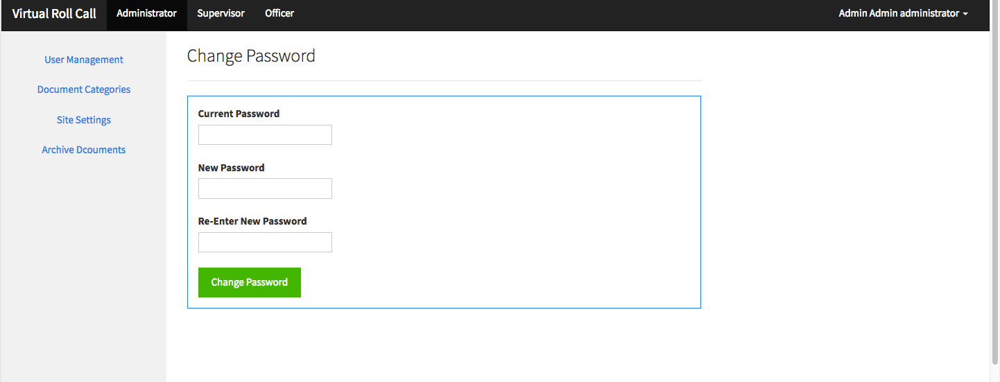 Virtual Roll Call Administrator Supervisor Officer Admin Admin administrator
User Management
Document Categories
Site Settings
Archive Dcouments
Change Password
Current Password
New Password
Re-Enter New Password
Change Password